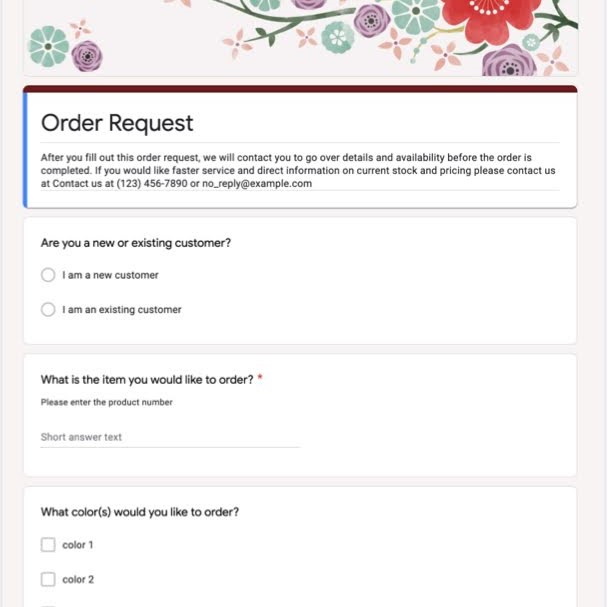 Order Request
After you fill out this order request, we will contact you to go over details and availability before the order is
completed. If you would like faster service and direct information on current stock and pricing please contact us
at Contact us at (123) 456-7890 or no_reply@example.com
Are you a new or existing customer?
I am a new customer
I am an existing customer
What is the item you would like to order? *
Please enter the product number
Short answer text
What color(s) would you like to order?
color 1
color 2